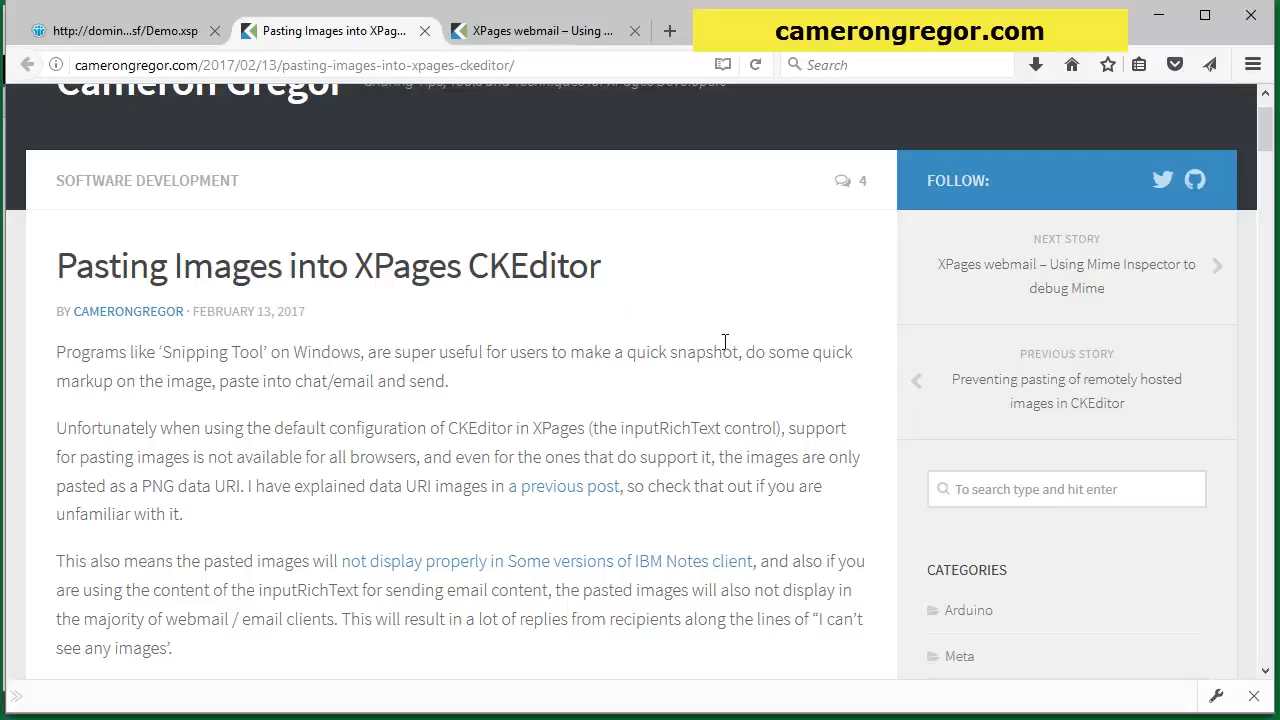 http://domin...sf/Demo.xsp
Pasting Images into XPag...
XPages webmail – Using ...
camerongregor.com
camerongregor.com/2017/02/13/pasting-images-into-xpages-ckeditor/
Search
Cameron Gregor
Sharing Tips, Tools and Techniques for XPages Developers
SOFTWARE DEVELOPMENT
4
FOLLOW:
Pasting Images into XPages CKEditor
BY CAMERONGREGOR · FEBRUARY 13, 2017
Programs like ‘Snipping Tool’ on Windows, are super useful for users to make a quick snapshot, do some quick
markup on the image, paste into chat/email and send.
Unfortunately when using the default configuration of CKEditor in XPages (the inputRichText control), support
for pasting images is not available for all browsers, and even for the ones that do support it, the images are only
pasted as a PNG data URI. I have explained data URI images in a previous post, so check that out if you are
unfamiliar with it.
This also means the pasted images will not display properly in Some versions of IBM Notes client, and also if you
are using the content of the inputRichText for sending email content, the pasted images will also not display in
the majority of webmail / email clients. This will result in a lot of replies from recipients along the lines of “I can’t
see any images’.
NEXT STORY
XPages webmail – Using Mime Inspector to
debug Mime
PREVIOUS STORY
Preventing pasting of remotely hosted
images in CKEditor
To search type and hit enter
CATEGORIES
Arduino
Meta